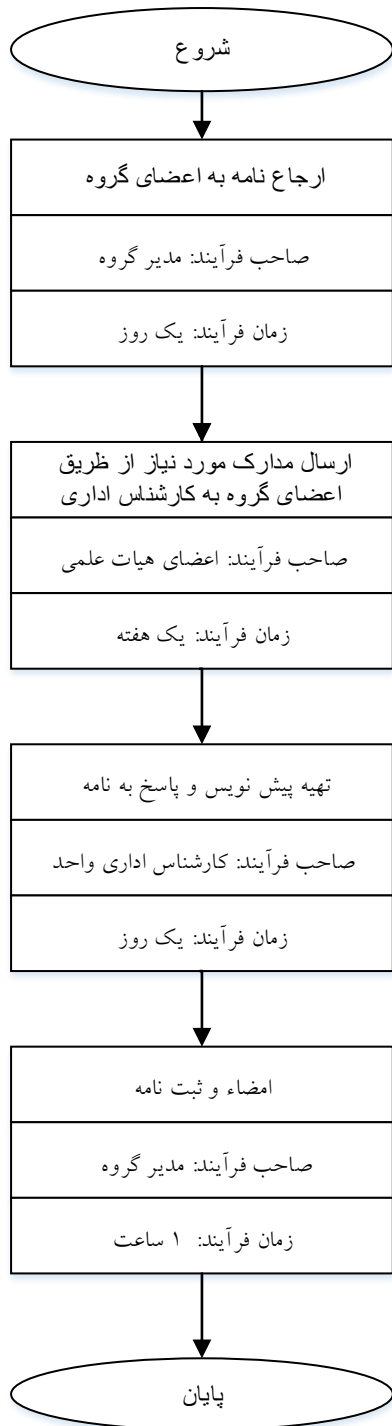 شروع
ارجاع نامه به اعضای گروه
صاحب فرآیند: مدیر گروه
زمان فرآیند: یک روز
ارسال مدارک مورد نیاز از ظریق
اعضای گروه به کارشناس اداری
صاحب فرآیند: اعضای هیات علمی
زمان فرآیند: یک هفته
تهیه پیش نویس و پاسخ به نامه
صاحب فرآیند: کارشناس اداری واحد
زمان فرآیند: یک روز
امضاء و ثبت نامه
صاحب فرآیند: مدیر گروه
زمان فرآیند: ۱ ساعت
پایان